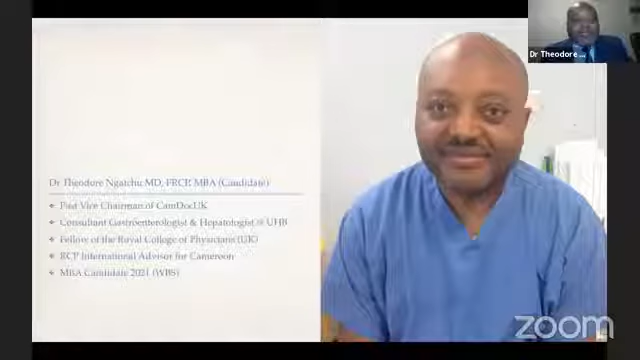 Dr Theodore ...
Dr Theodore Ngatchu MD, FRCP, MBA (Candidate)
Past Vice Chairman of CamDocUK
Consultant Gastroenterologist & Hepatologist @ UHB
Fellow of the Royal College of Physicians (UK)
RCP International Advisor for Cameroon
MBA Candidate 2021 (WBS)
zoom